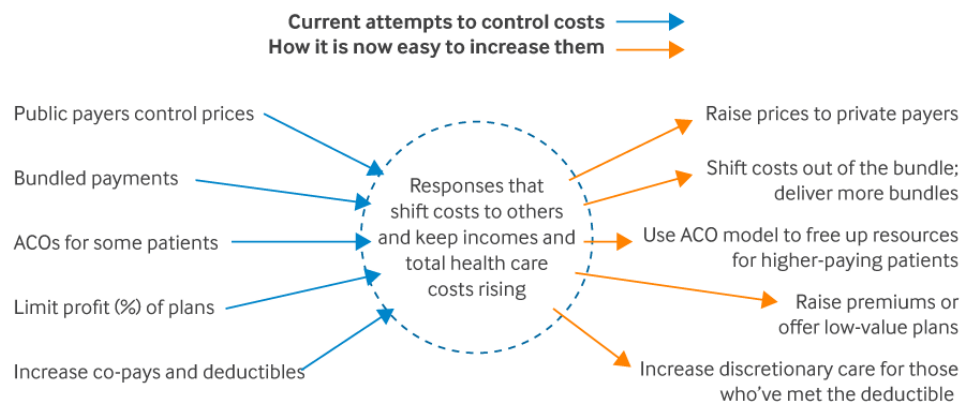 Current attempts to control costs
How it is now easy to increase them
Public payers control prices
Bundled payments
ACOs for some patients
Limit profit (%) of plans
Increase co-pays and deductibles
Responses that
shift costs to others
and keep incomes and
total health care
costs rising
Raise prices to private payers
Shift costs out of the bundle;
deliver more bundles
Use ACO model to free up resources
for higher-paying patients
Raise premiums or
offer low-value plans
Increase discretionary care for those
who’ve met the deductible